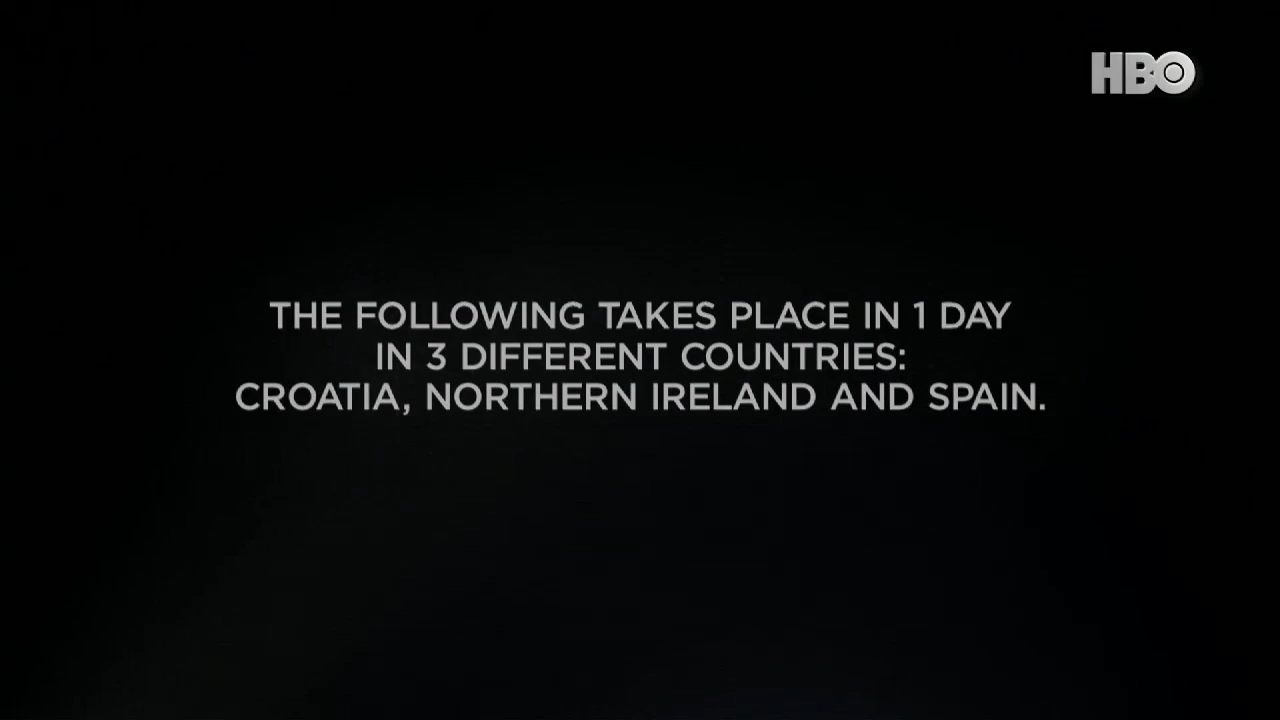 HBO
THE FOLLOWING TAKES PLACE IN 1 DAY
IN 3 DIFFERENT COUNTRIES:
CROATIA, NORTHERN IRELAND AND SPAIN.